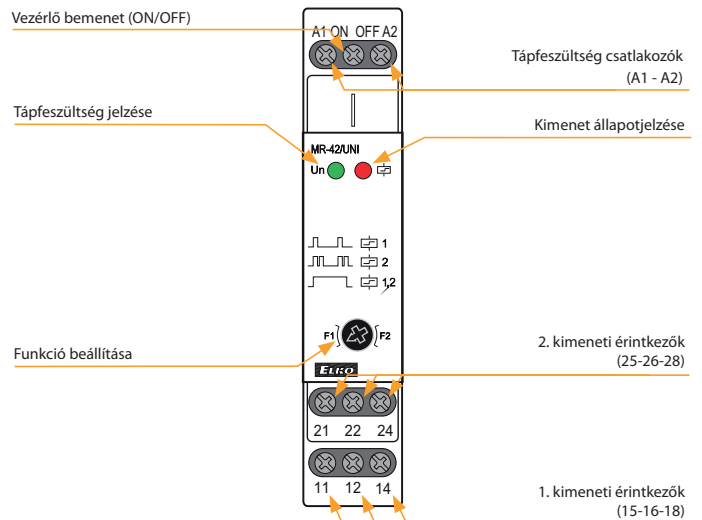 Vezérlő bemenet (ON/OFF)
A1 ON OFF A2
Tápfeszültség csatlakozók
(A1 - A2)
Tápfeszültség jelzése
Kimenet állapotjelzése
MR-42/UNI
Un
1
2
1,2
F1 F2
Funkció beállítása
ELKO
2. kimeneti érintkezők
(25-26-28)
21 22 24
11 12 14
1. kimeneti érintkezők
(15-16-18)